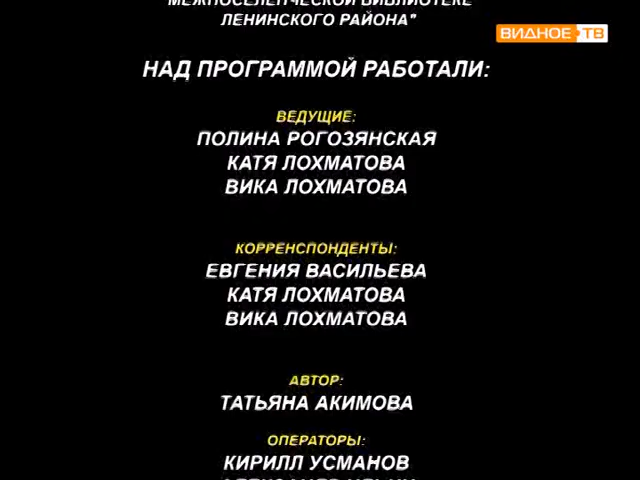 МЕЖПОСЕЛЕНЧЕСКОЙ БИБЛИОТЕКЕ
ЛЕНИНСКОГО РАЙОНА"
ВИДНОЕ ТВ
НАД ПРОГРАММОЙ РАБОТАЛИ:
ВЕДУЩИЕ:
ПОЛИНА РОГОЗЯНСКАЯ
КАТЯ ЛОХМАТОВА
ВИКА ЛОХМАТОВА
КОРРЕНСПОНДЕНТЫ:
ЕВГЕНИЯ ВАСИЛЬЕВА
КАТЯ ЛОХМАТОВА
ВИКА ЛОХМАТОВА
АВТОР:
ТАТЬЯНА АКИМОВА
ОПЕРАТОРЫ:
КИРИЛЛ УСМАНОВ